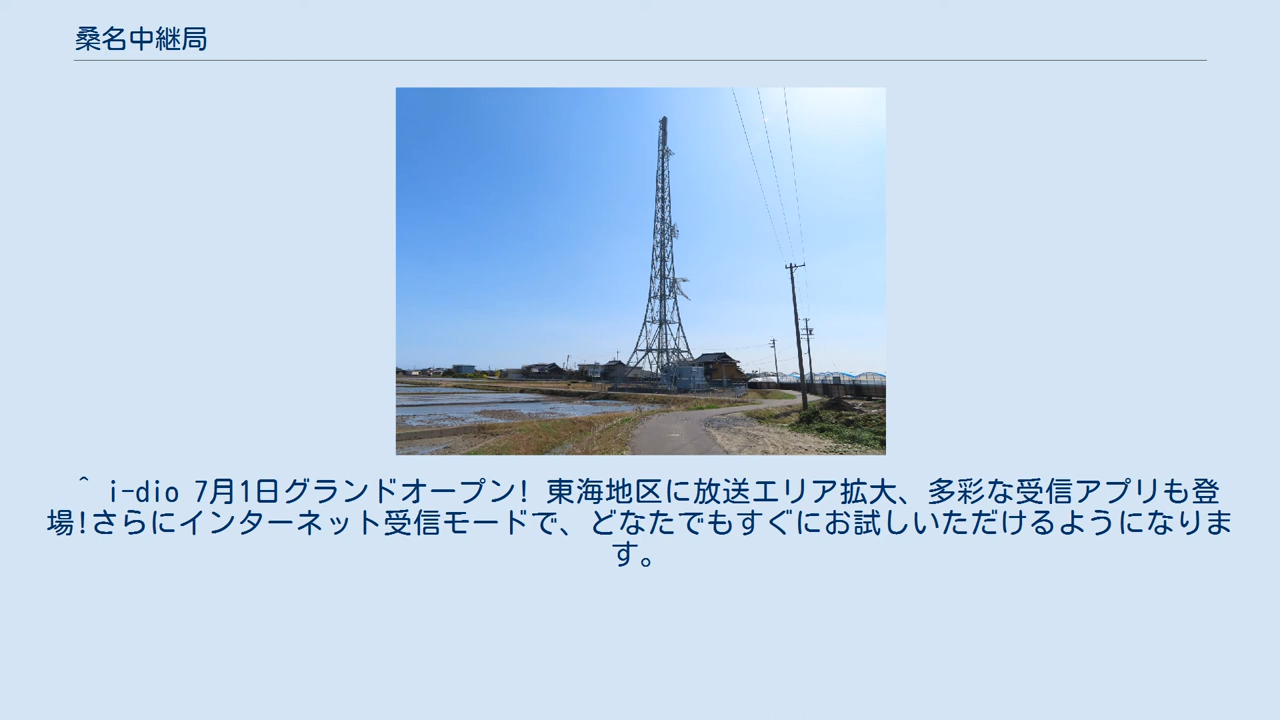 桑名中継局
^ i-dio 7月1日グランドオープン! 東海地区に放送エリア拡大、多彩な受信アプリも登
場!さらにインターネット受信モードで、どなたでもすぐにお試しいただけるようになりま
す。